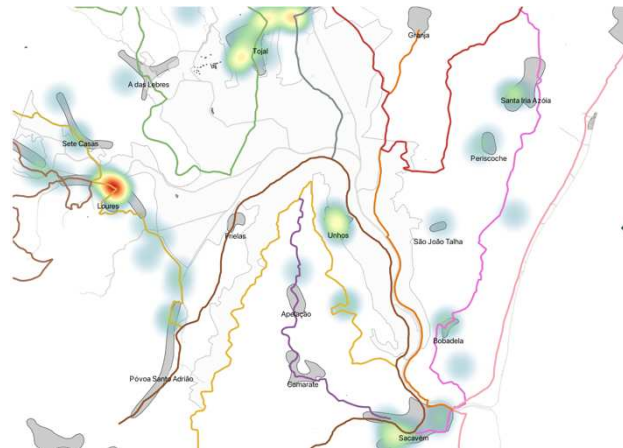 Granja
Tojal
A das Lebres
Santa Iria Azóia
Sete Casas
Periscoche
Loures
Frielas
Unhos
São João Talha
Apelação
Bobadela
Póvoa Santo Adrião
Camarate
Sacavém